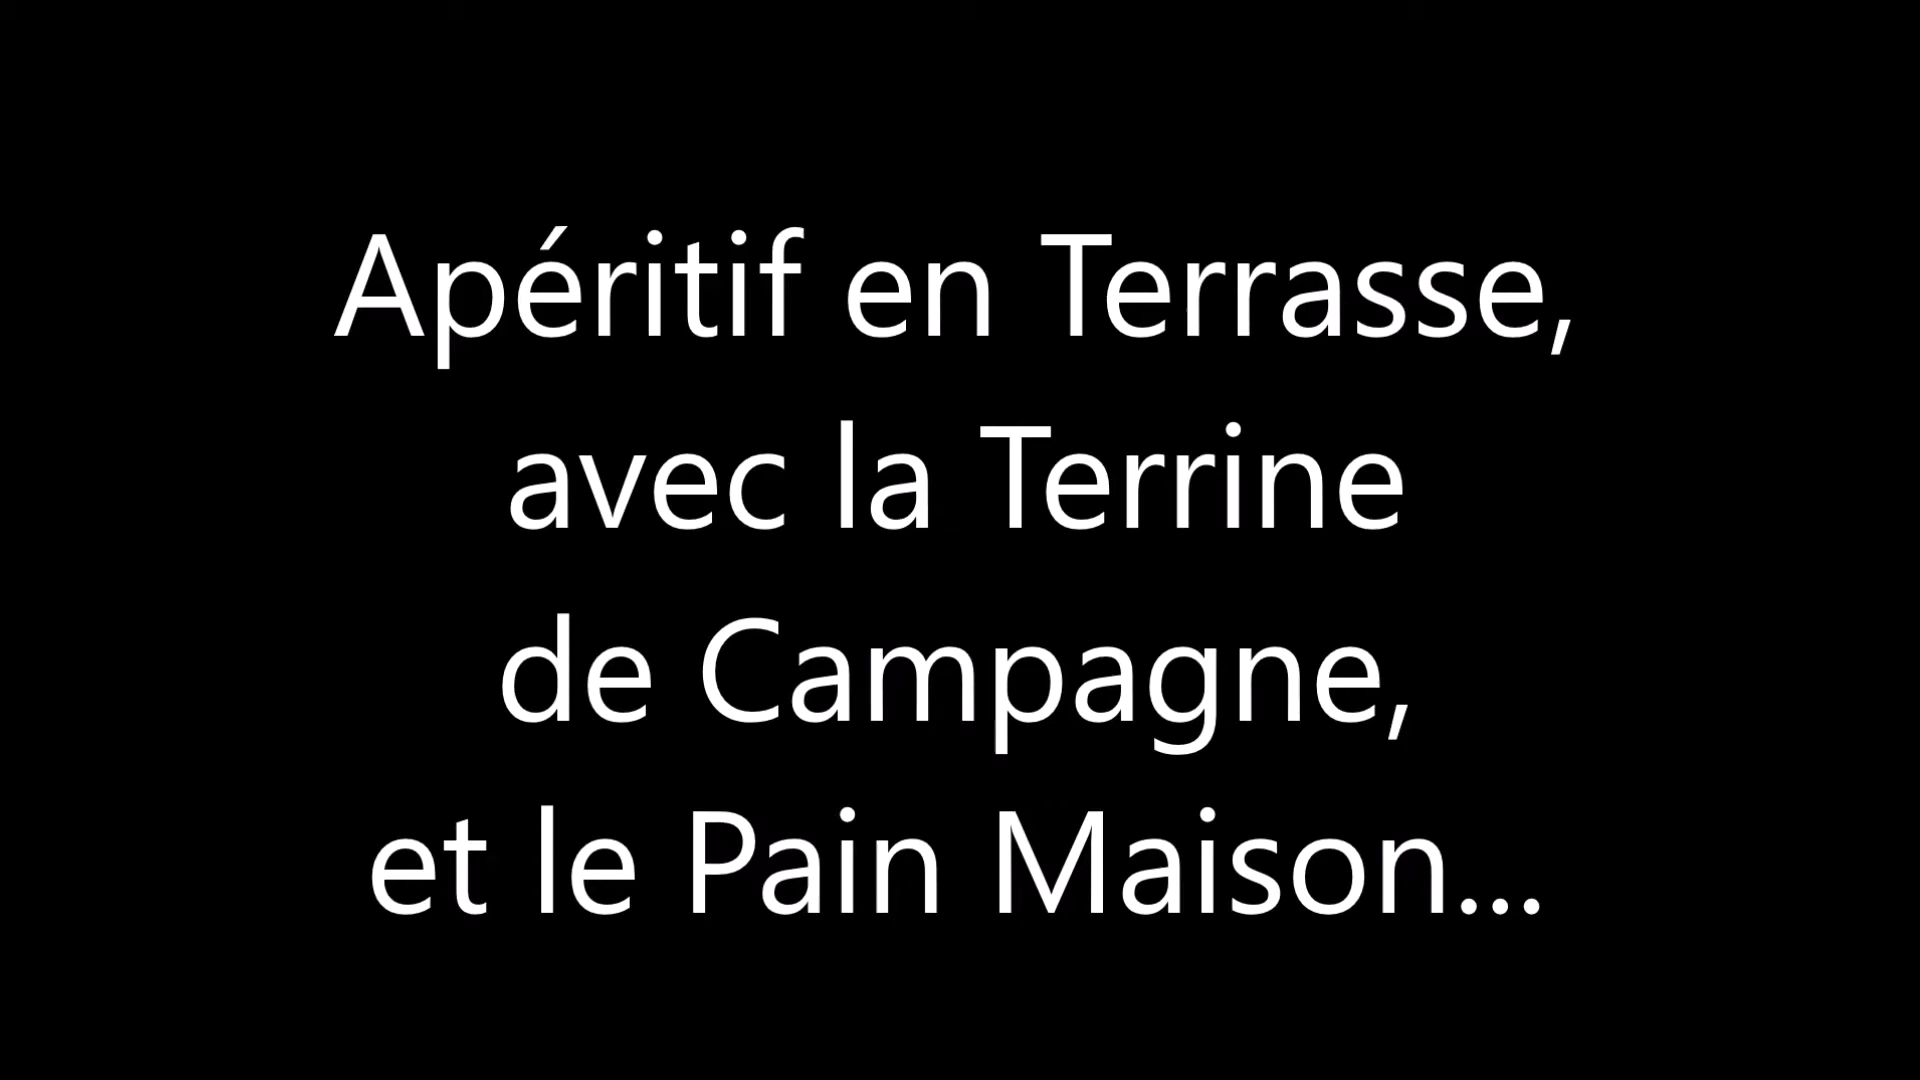 Apéritif en Terrasse,
avec la Terrine
de Campagne,
et le Pain Maison...